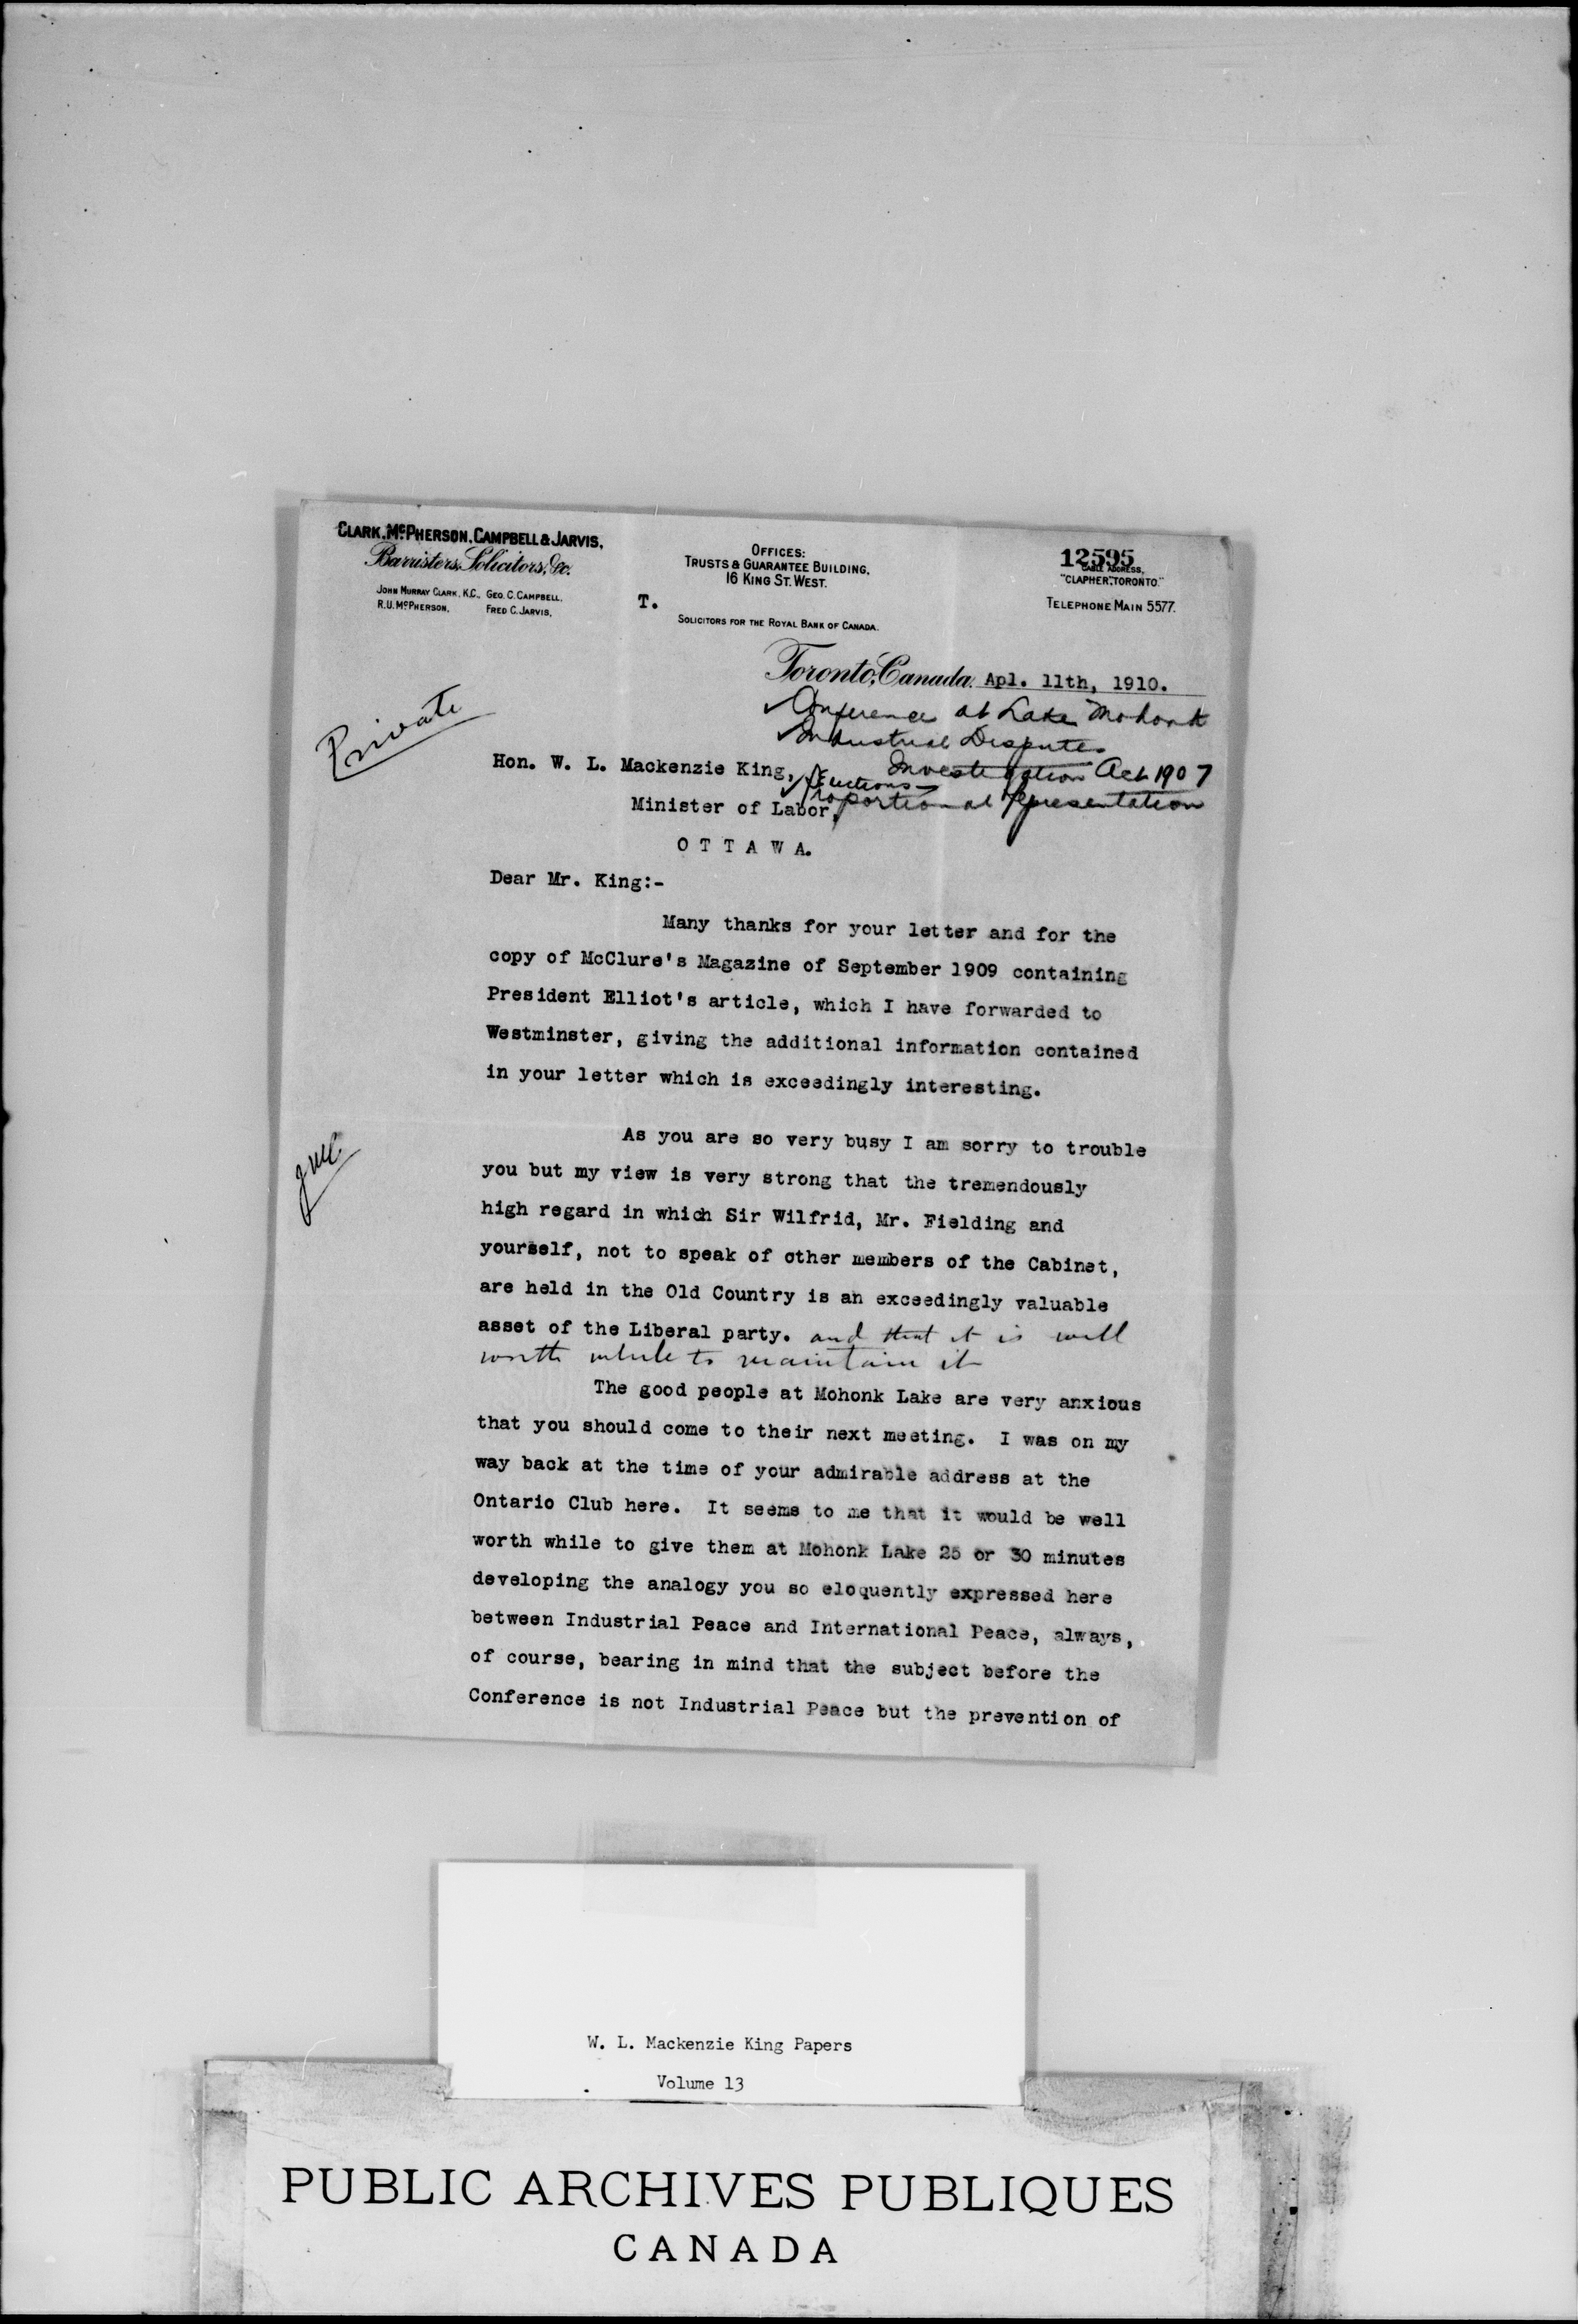 CLARK, McPHERSON, CAMPBELL & JARVIS,
Barristers, Solicitors, &c.
JOHN MURRAY CLARK, K.C., GEO. C. CAMPBELL,
R.U. McPHERSON, FRED C. JARVIS,
OFFICES:
TRUSTS & GUARANTEE BUILDING,
16 KING ST. WEST.
T.
SOLICITORS FOR THE ROYAL BANK OF CANADA.
12595
CABLE ADDRESS,
"CLAPHER, TORONTO."
TELEPHONE MAIN 5577.
Toronto, Canada, Apl. 11th, 1910.
Private
Conference at Lake Mohonk
Industrial Disputes
Investigation Act 1907
Elections -
Proportional Representation
Hon. W. L. Mackenzie King,
Minister of Labor,
O T T A W A.
Dear Mr. King:-
Many thanks for your letter and for the
copy of McClure's Magazine of September 1909 containing
President Elliot's article, which I have forwarded to
Westminster, giving the additional information contained
in your letter which is exceedingly interesting.
As you are so very busy I am sorry to trouble
you but my view is very strong that the tremendously
high regard in which Sir Wilfrid, Mr. Fielding and
yourself, not to speak of other members of the Cabinet,
are held in the Old Country is an exceedingly valuable
asset of the Liberal party. and that it is well
worth while to maintain it
The good people at Mohonk Lake are very anxious
that you should come to their next meeting. I was on my
way back at the time of your admirable address at the
Ontario Club here. It seems to me that it would be well
worth while to give them at Mohonk Lake 25 or 30 minutes
developing the analogy you so eloquently expressed here
between Industrial Peace and International Peace, always,
of course, bearing in mind that the subject before the
Conference is not Industrial Peace but the prevention of
W. L. Mackenzie King Papers
Volume 13
PUBLIC ARCHIVES PUBLIQUES
CANADA